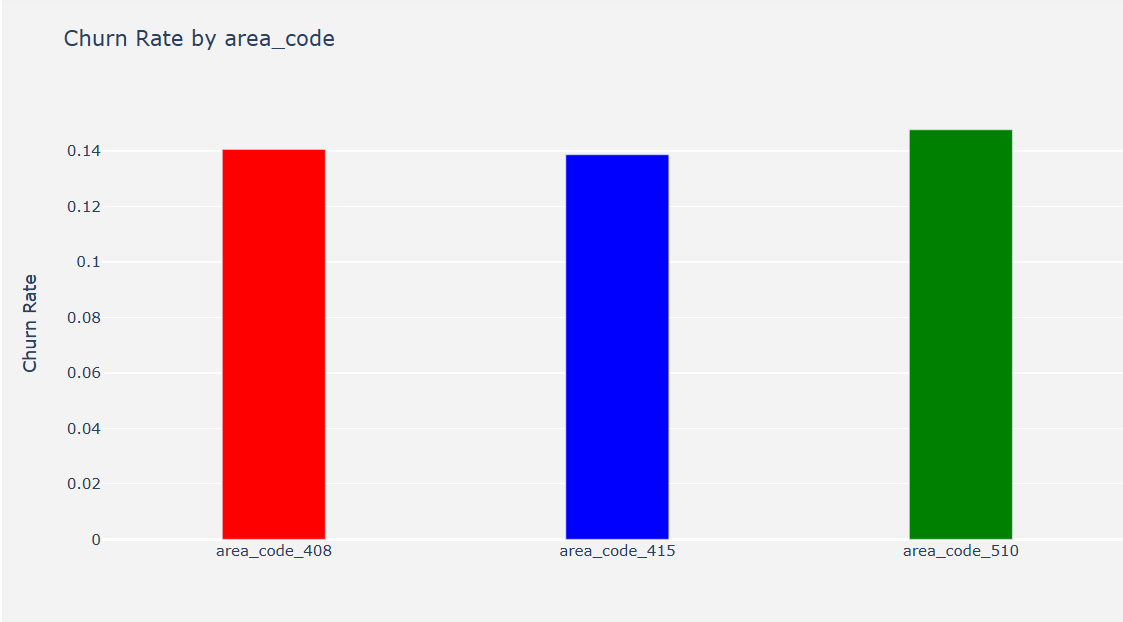 Churn Rate by area_code
Churn Rate
0.14
0.12
0.1
0.08
0.06
0.04
0.02
0
area_code_408
area_code_415
area_code_510